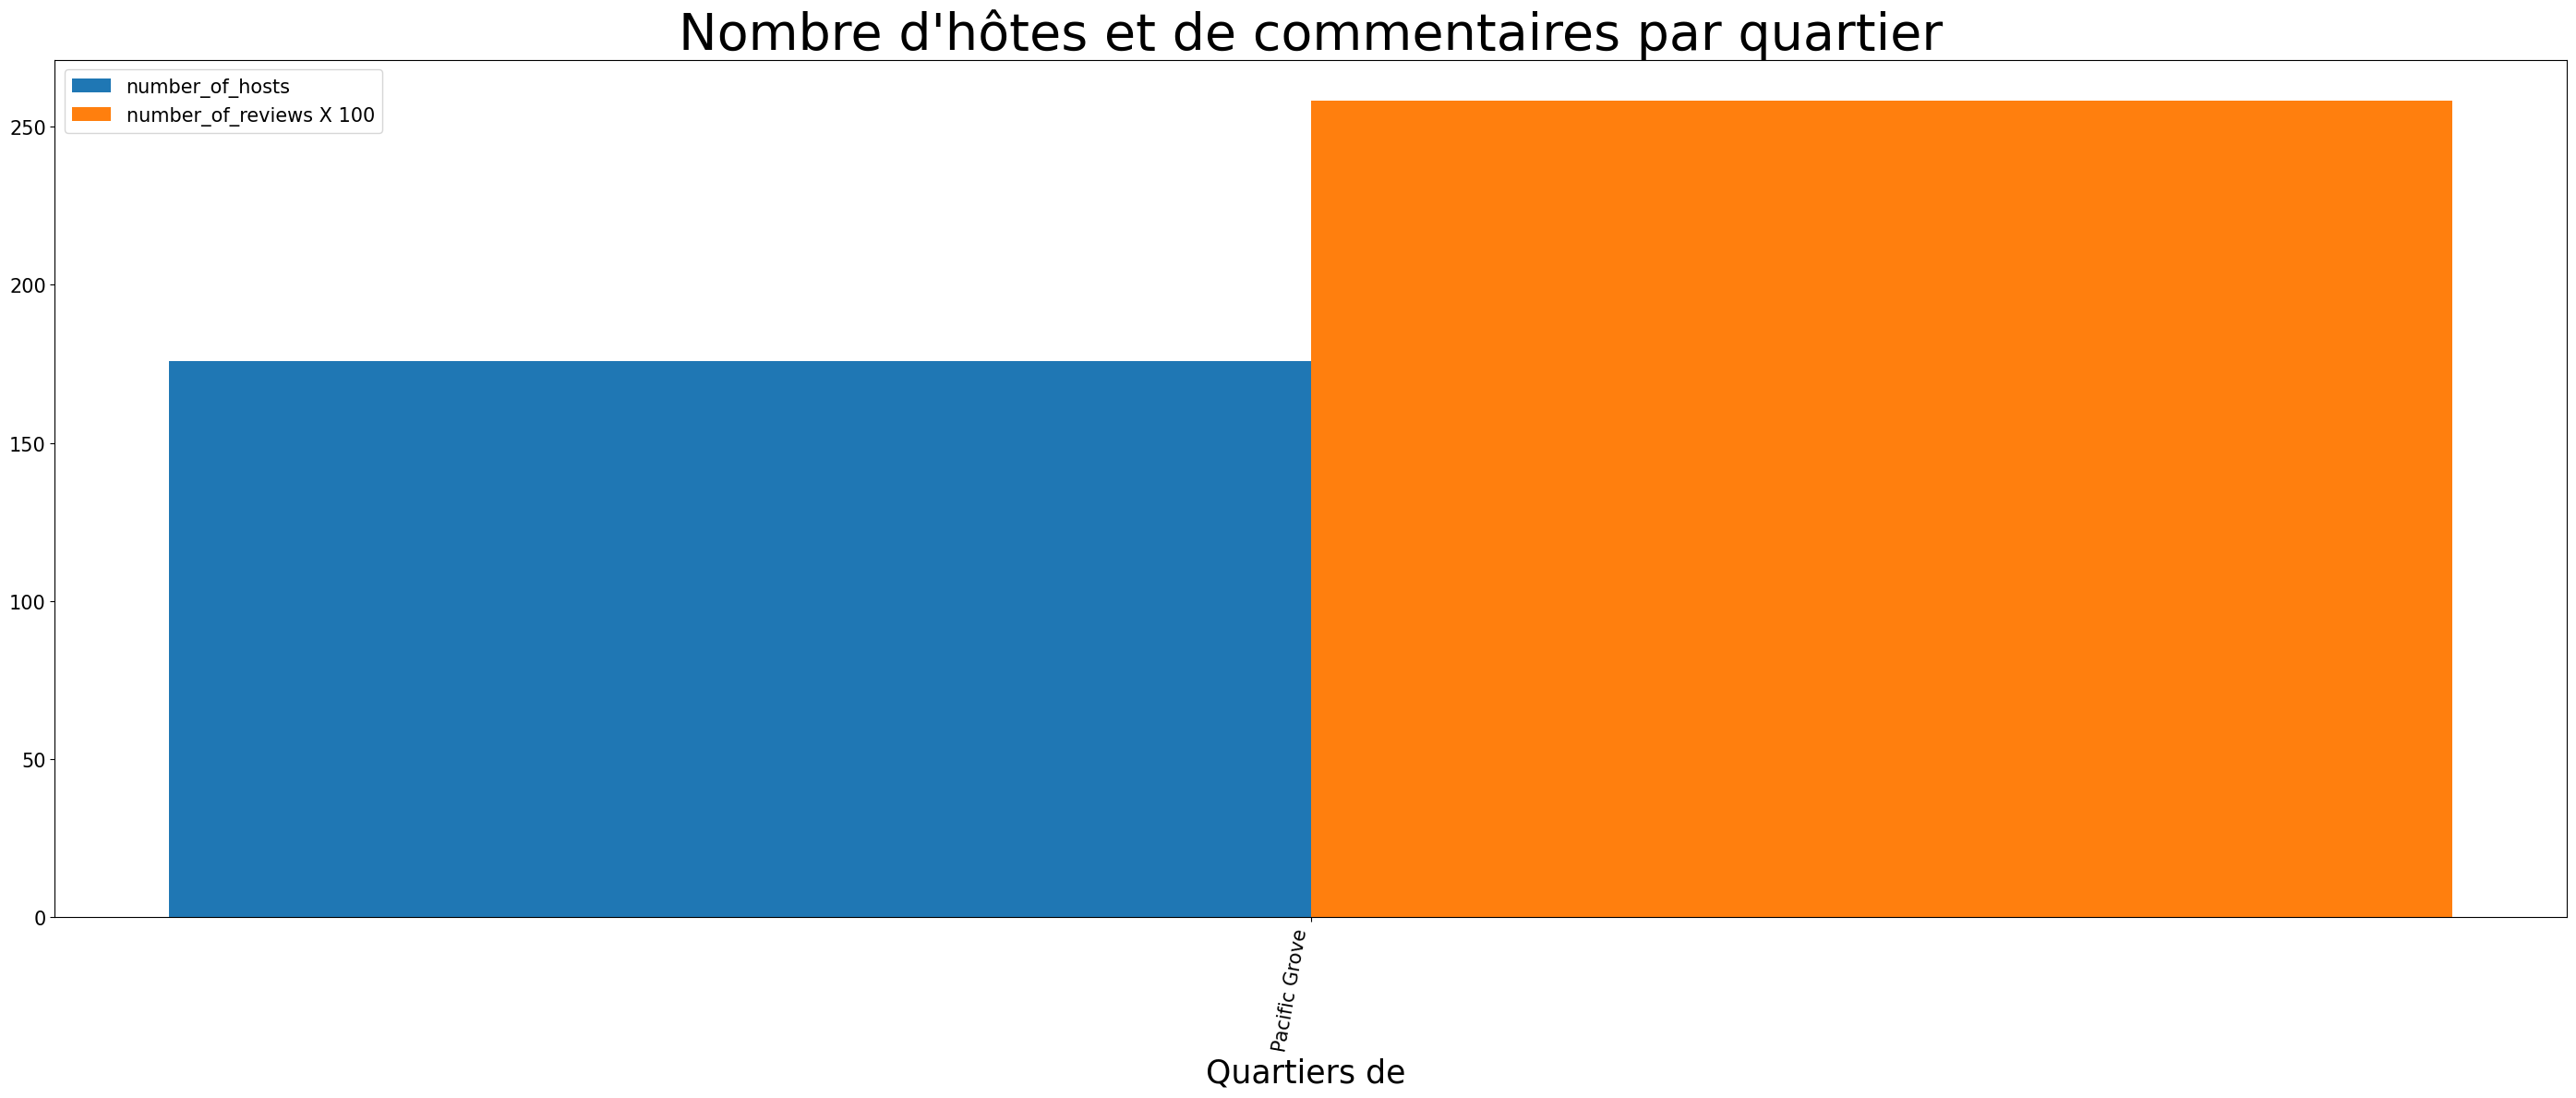 Nombre d'hôtes et de commentaires par quartier
number_of_hosts
number_of_reviews X 100
250
200
150
100
50
0
Pacific Grove
Quartiers de